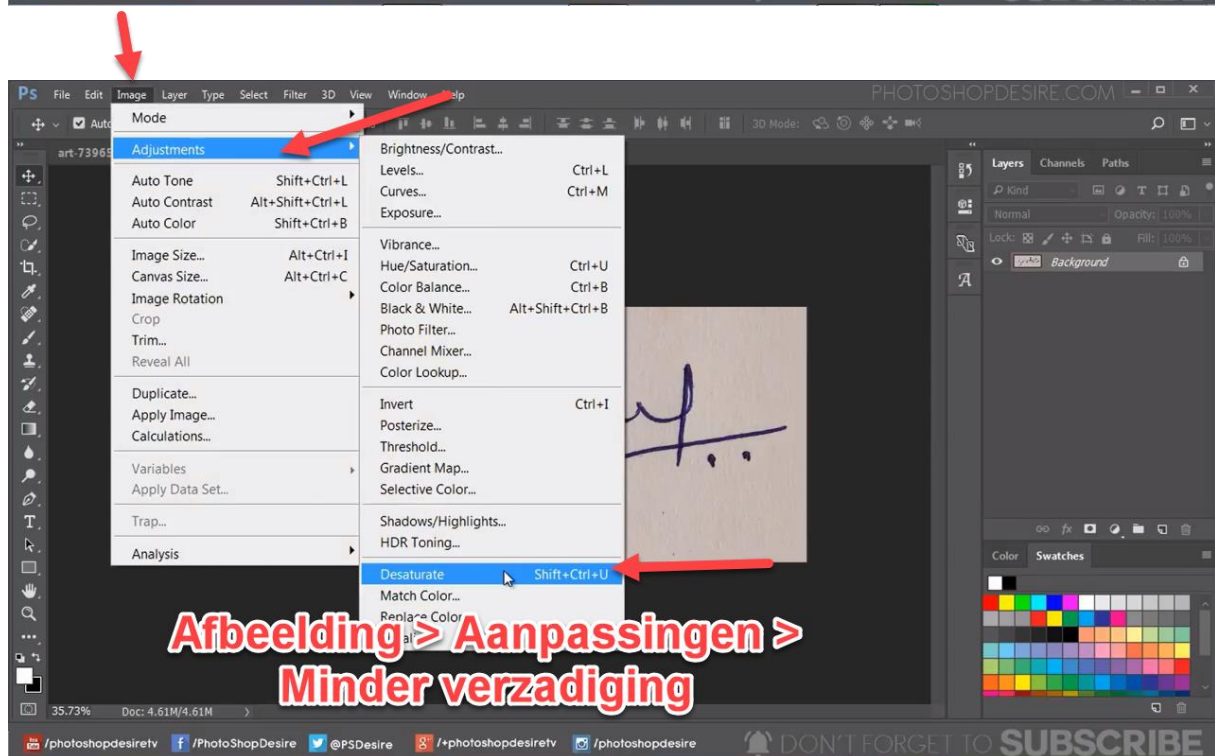 SUBSCRIBE
Ps File Edit Image Layer Type Select Filter 3D View Window Help
PHOTOSHOPDESIRE.COM
Auto
3D Mode:
art-73965
Mode
Adjustments
Auto Tone Shift+Ctrl+L
Auto Contrast Alt+Shift+Ctrl+L
Auto Color Shift+Ctrl+B
Image Size... Alt+Ctrl+I
Canvas Size... Alt+Ctrl+C
Image Rotation
Crop
Trim...
Reveal All
Duplicate...
Apply Image...
Calculations...
Variables
Apply Data Set...
Trap...
Analysis
Brightness/Contrast...
Levels... Ctrl+L
Curves... Ctrl+M
Exposure...
Vibrance...
Hue/Saturation... Ctrl+U
Color Balance... Ctrl+B
Black & White... Alt+Shift+Ctrl+B
Photo Filter...
Channel Mixer...
Color Lookup...
Invert Ctrl+I
Posterize...
Threshold...
Gradient Map...
Selective Color...
Shadows/Highlights...
HDR Toning...
Desaturate Shift+Ctrl+U
Match Color...
Replace Color...
Layers Channels Paths
Kind
Normal Opacity: 100%
Lock: Fill: 100%
Background
Color Swatches
Afbeelding > Aanpassingen >
Minder verzadiging
35.73% Doc: 4.61M/4.61M
/photoshopdesiretv /PhotoShopDesire @PSDesire /+photoshopdesiretv /photoshopdesire DON'T FORGET TO SUBSCRIBE